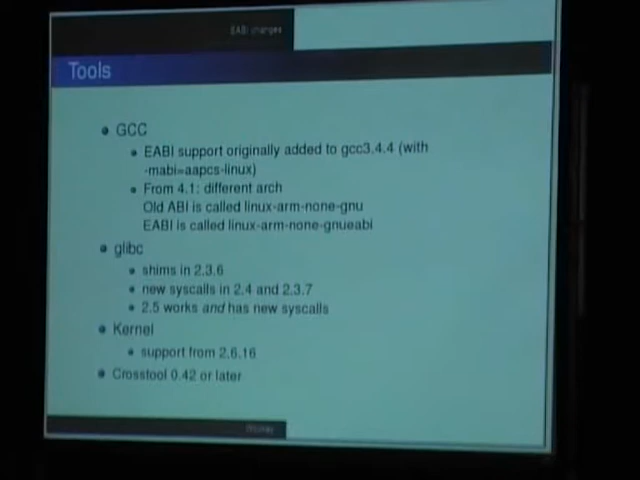 EABI changes
Tools
GCC
EABI support originally added to gcc3.4.4 (with
-mabi=aapcs-linux)
From 4.1: different arch
Old ABI is called linux-arm-none-gnu
EABI is called linux-arm-none-gnueabi
glibc
shims in 2.3.6
new syscalls in 2.4 and 2.3.7
2.5 works and has new syscalls
Kernel
support from 2.6.16
Crosstool 0.42 or later